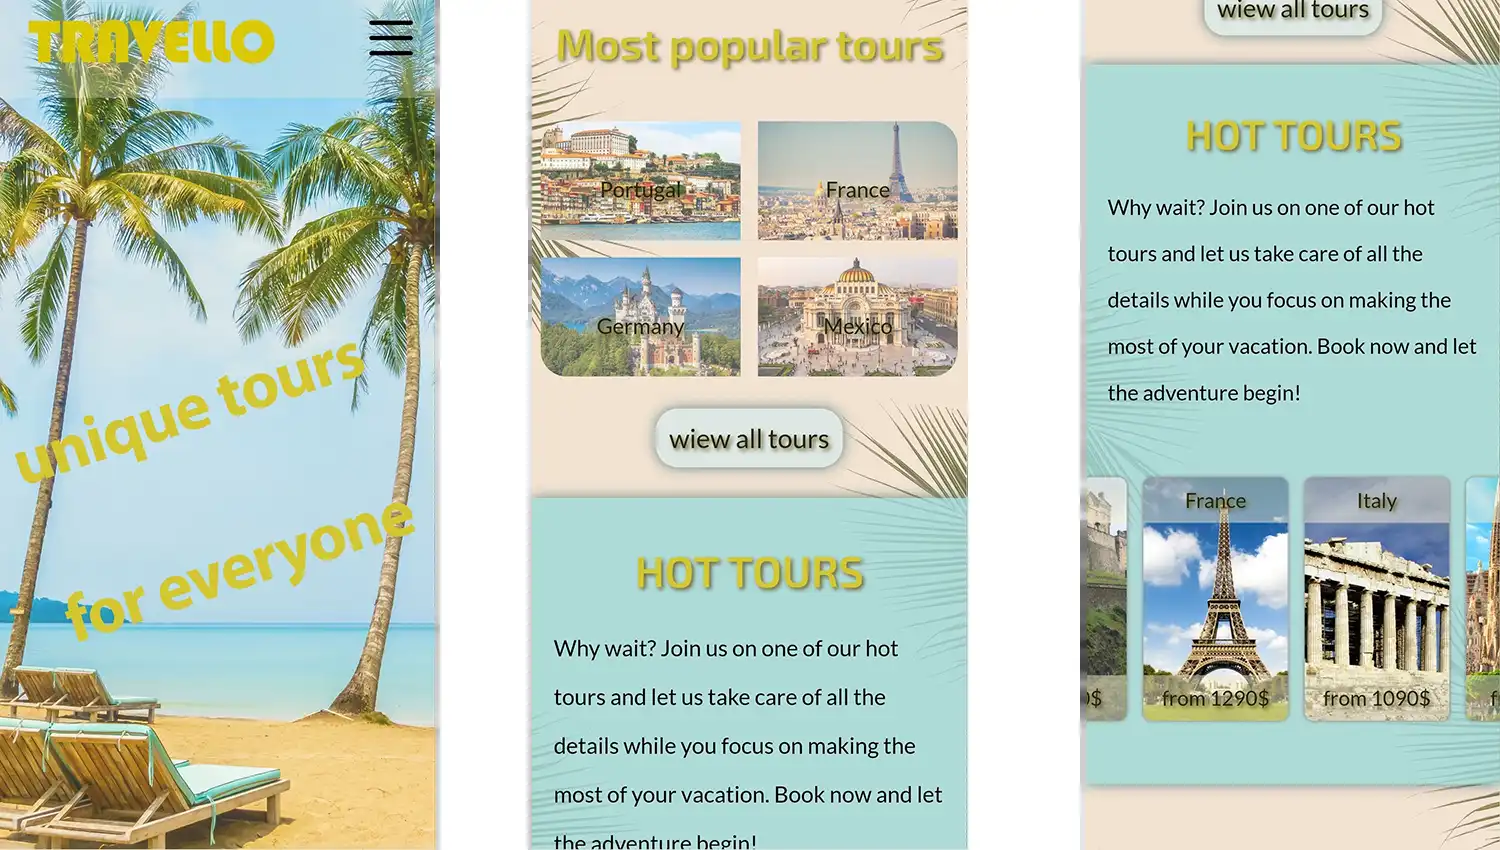 TRAVELLO
unique tours
for everyone
Most popular tours
Portugal
France
Germany
Mexico
wiew all tours
HOT TOURS
Why wait? Join us on one of our hot
tours and let us take care of all the
details while you focus on making the
most of your vacation. Book now and let
the adventure begin!
wiew all tours
HOT TOURS
Why wait? Join us on one of our hot
tours and let us take care of all the
details while you focus on making the
most of your vacation. Book now and let
the adventure begin!
France
Italy
0$
from 1290$
from 1090$
f